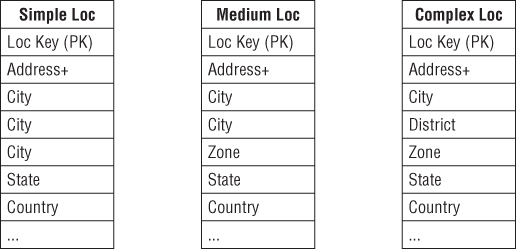 Simple Loc
Loc Key (PK)
Address+
City
City
City
State
Country
...
Medium Loc
Loc Key (PK)
Address+
City
City
Zone
State
Country
...
Complex Loc
Loc Key (PK)
Address+
City
District
Zone
State
Country
...